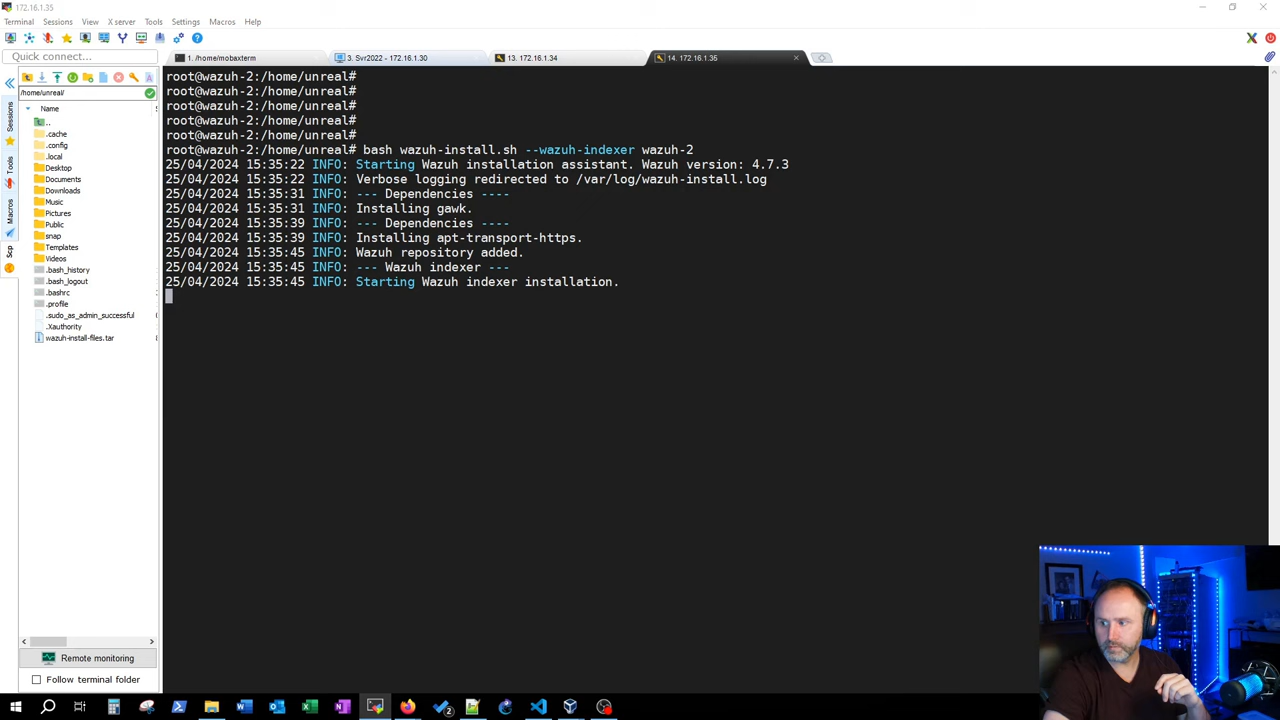 172.16.1.35
Terminal Sessions View X server Tools Settings Macros Help
Quick connect...
1. /home/mobaxterm
3. Svr2022 - 172.16.1.30
13. 172.16.1.34
14. 172.16.1.35
/home/unreal/
Name
Sessions
Tools
Macros
Scp
..
.cache
.config
.local
Desktop
Documents
Downloads
Music
Pictures
Public
snap
Templates
Videos
.bash_history
.bash_logout
.bashrc
.profile
.sudo_as_admin_successful
.Xauthority
wazuh-install-files.tar
root@wazuh-2:/home/unreal#
root@wazuh-2:/home/unreal#
root@wazuh-2:/home/unreal#
root@wazuh-2:/home/unreal#
root@wazuh-2:/home/unreal#
root@wazuh-2:/home/unreal# bash wazuh-install.sh --wazuh-indexer wazuh-2
25/04/2024 15:35:22 INFO: Starting Wazuh installation assistant. Wazuh version: 4.7.3
25/04/2024 15:35:22 INFO: Verbose logging redirected to /var/log/wazuh-install.log
25/04/2024 15:35:31 INFO: --- Dependencies ----
25/04/2024 15:35:31 INFO: Installing gawk.
25/04/2024 15:35:39 INFO: --- Dependencies ----
25/04/2024 15:35:39 INFO: Installing apt-transport-https.
25/04/2024 15:35:45 INFO: Wazuh repository added.
25/04/2024 15:35:45 INFO: --- Wazuh indexer ---
25/04/2024 15:35:45 INFO: Starting Wazuh indexer installation.
Remote monitoring
Follow terminal folder